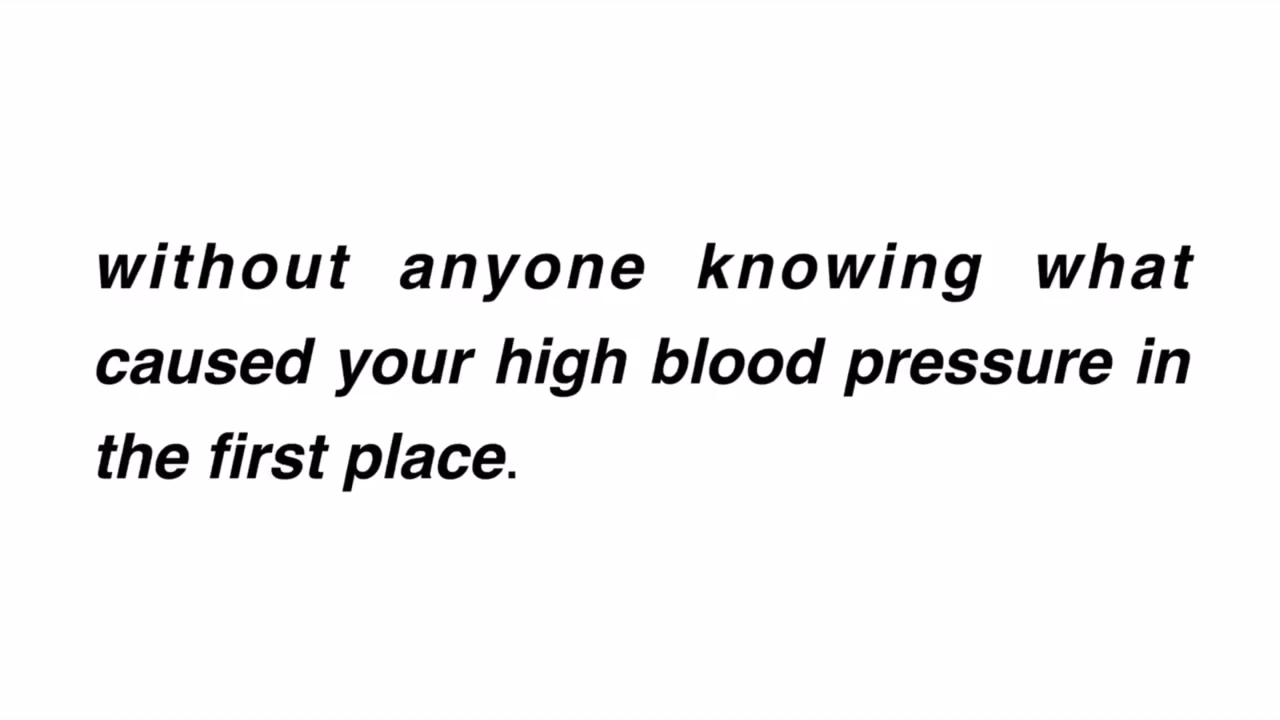 without anyone knowing what
caused your high blood pressure in
the first place.